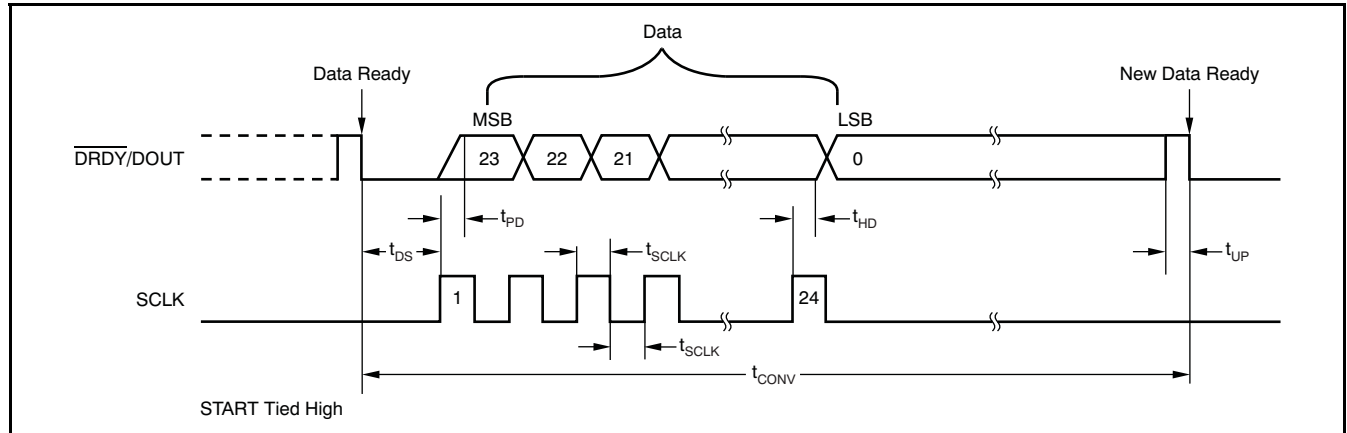 Data
Data Ready
New Data Ready
MSB
LSB
DRDY/DOUT
23
22
21
0
tPD
tHD
tDS
tSCLK
tUP
SCLK
1
24
tSCLK
tCONV
START Tied High